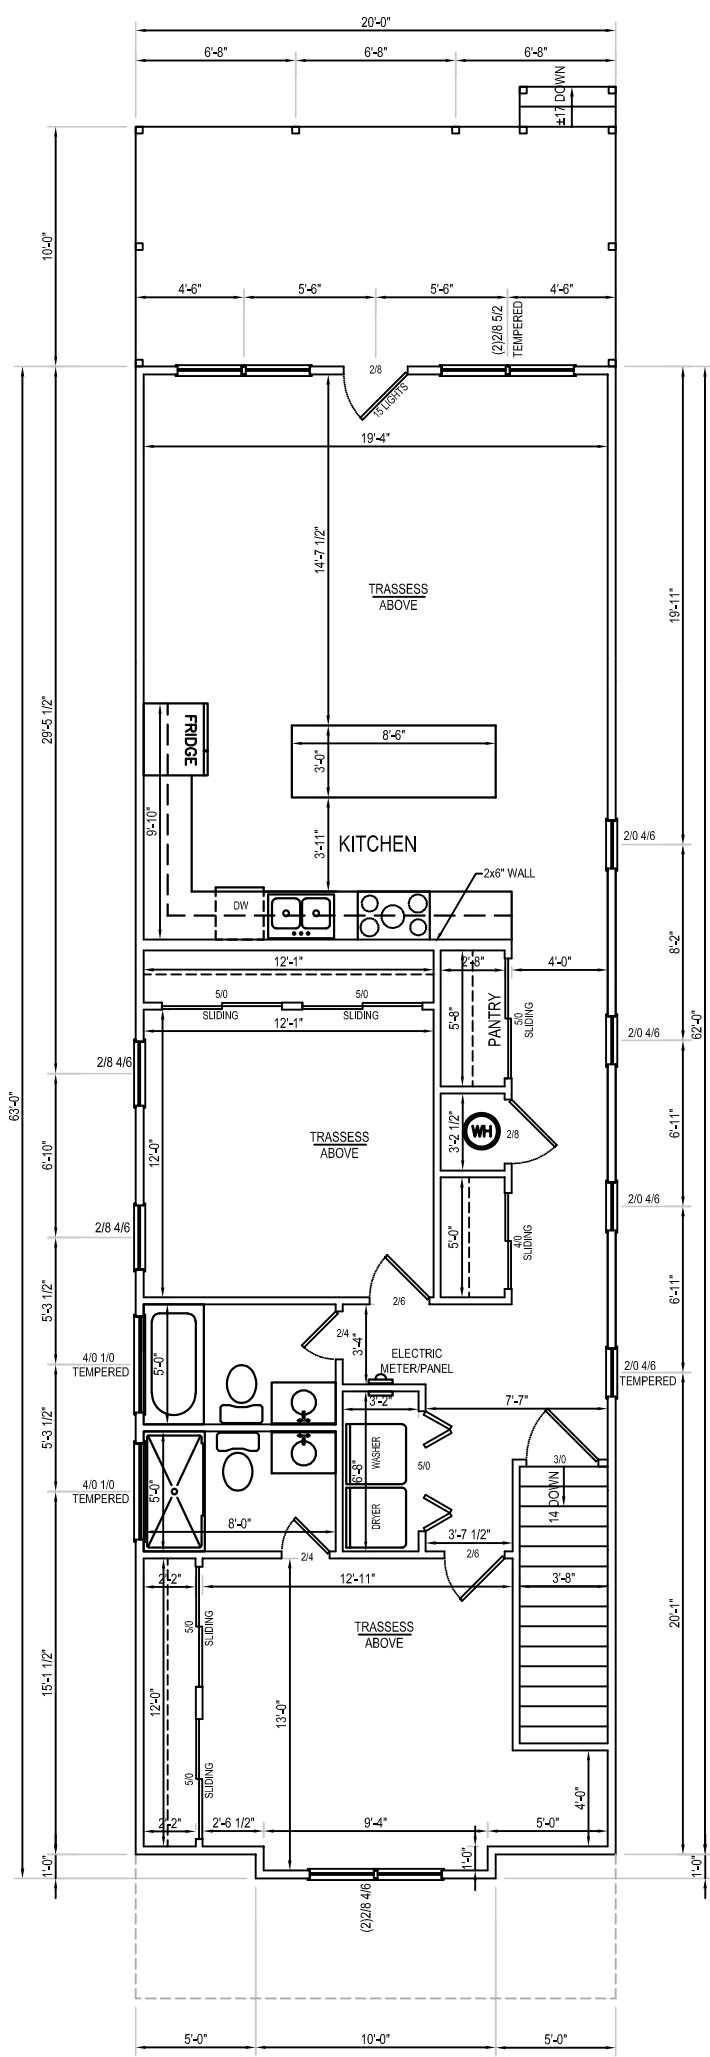 20'-0"
6'-8"
6'-8"
6'-8"
±17 DOWN
10'-0"
4'-6"
5'-6"
5'-6"
4'-6"
(2)2/8 5/2
TEMPERED
2/8
15 LIGHTS
19'-4"
14'-7 1/2"
TRASSESS
ABOVE
19'-11"
29'-5 1/2"
FRIDGE
8'-6"
3'-0"
9'-10"
3'-11"
KITCHEN
2/0 4/6
2x6" WALL
DW
12'-1"
2'-8"
4'-0"
8'-2"
5/0
SLIDING
5/0
SLIDING
12'-1"
5'-8"
PANTRY
5/0
SLIDING
2/0 4/6
62'-0"
2/8 4/6
63'-0"
12'-0"
TRASSESS
ABOVE
3'-2 1/2"
WH
2/8
6'-11"
6'-10"
2/8 4/6
2/0 4/6
5'-0"
4/0
SLIDING
6'-11"
5'-3 1/2"
2/6
2/4
3'-4"
5'-0"
ELECTRIC
METER/PANEL
4/0 1/0
TEMPERED
2/0 4/6
TEMPERED
3'-2"
7'-7"
5'-3 1/2"
WASHER
6'-8"
5/0
3/0
4/0 1/0
TEMPERED
5'-0"
DRYER
14 DOWN
8'-0"
3'-7 1/2"
2/4
2/6
2'-2"
12'-11"
3'-8"
5/0
SLIDING
TRASSESS
ABOVE
20'-1"
15'-1 1/2"
12'-0"
13'-0"
5/0
SLIDING
4'-0"
2'-2"
2'-6 1/2"
9'-4"
5'-0"
1'-0"
1'-0"
1'-0"
(2)2/8 4/6
5'-0"
10'-0"
5'-0"